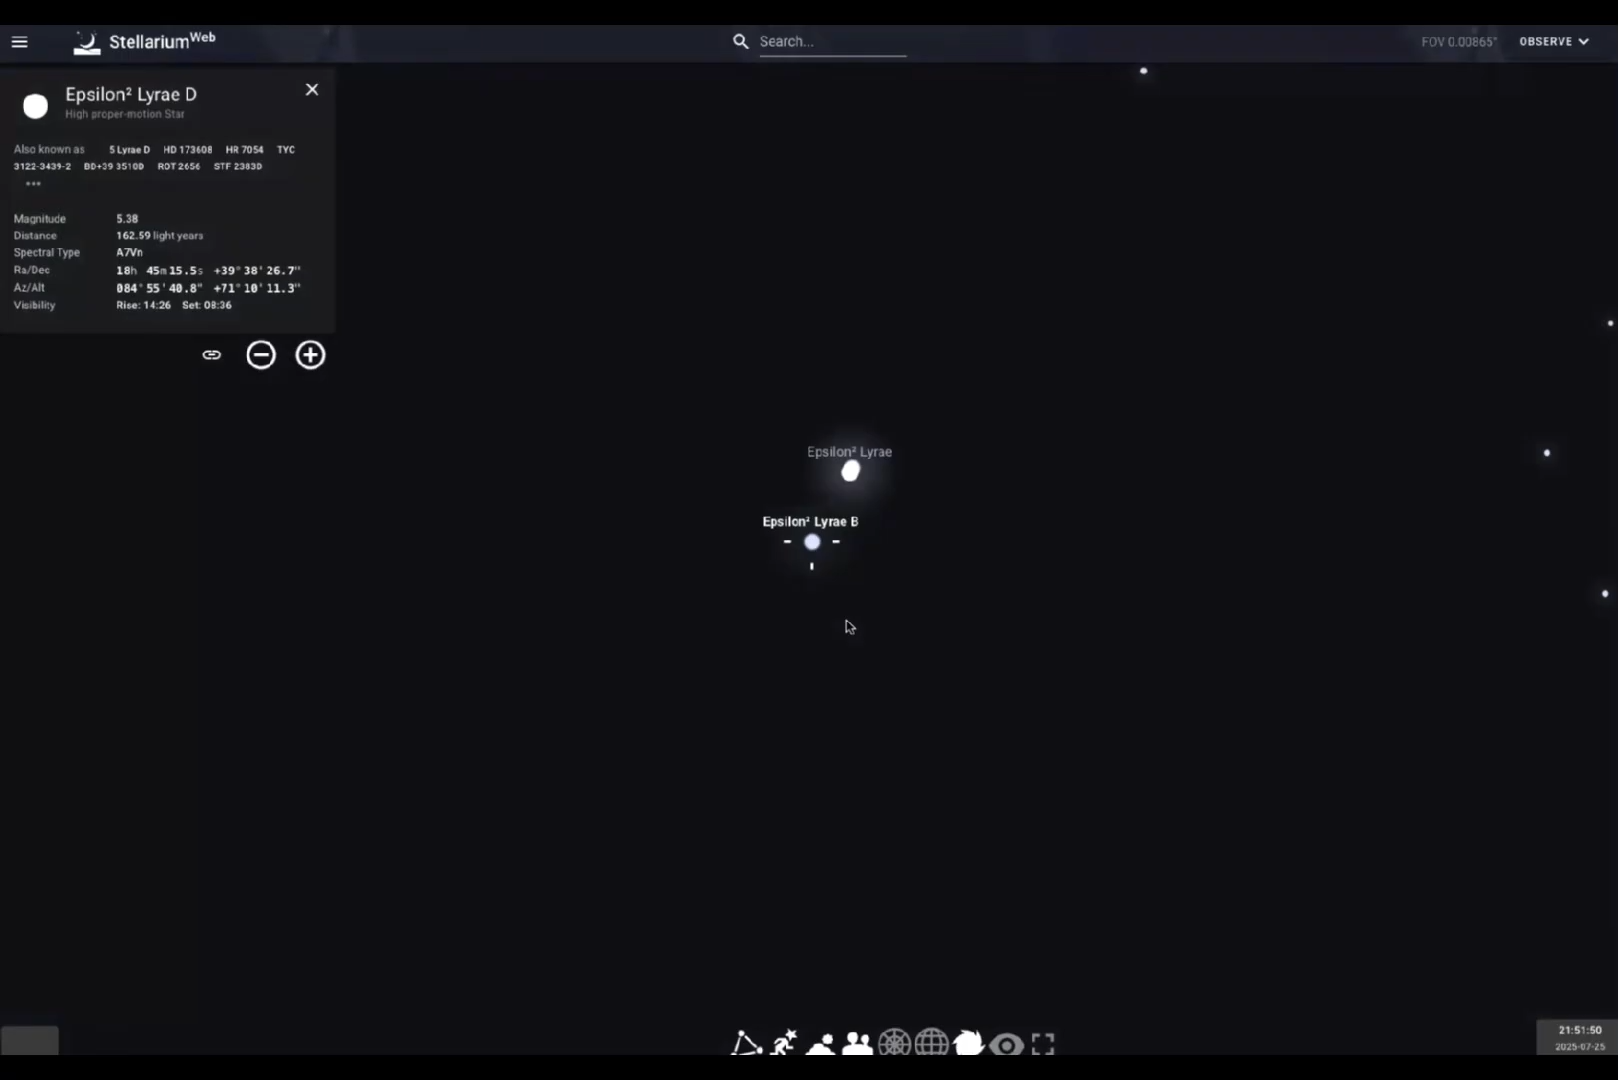 StellariumWeb
Search...
FOV 0.00865°
OBSERVE
Epsilon² Lyrae D
High proper-motion Star
Also known as 5 Lyrae D HD 173608 HR 7054 TYC
3122-3439-2 BD+39 3510D ROT 2656 STF 2383D
•••
Magnitude 5.38
Distance 162.59 light years
Spectral Type A7Vn
Ra/Dec 18h 45m 15.5s +39° 38' 26.7"
Az/Alt 084° 55' 40.8" +71° 10' 11.3"
Visibility Rise: 14:26 Set: 08:36
Epsilon² Lyrae
Epsilon² Lyrae B
21:51:50
2025-07-25